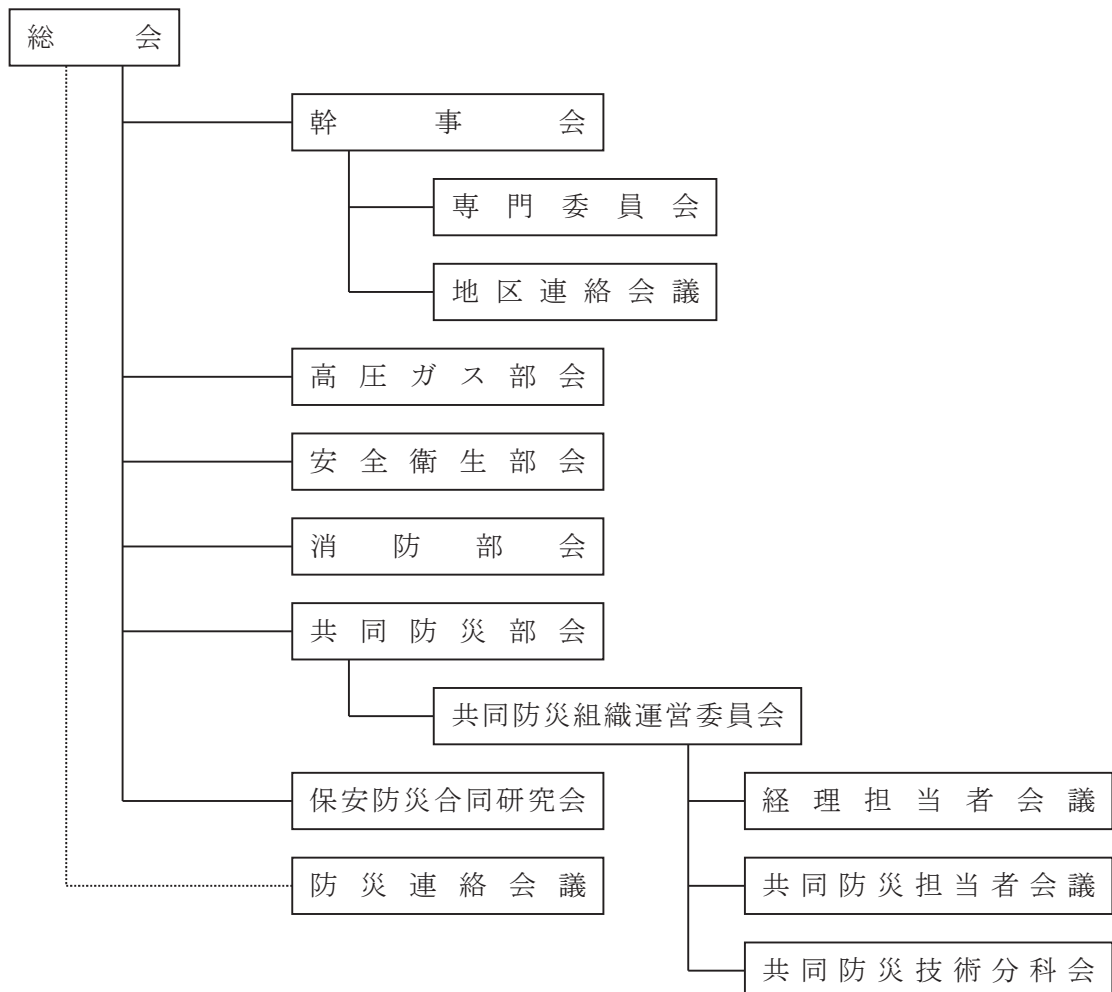 総会
幹事会
専門委員会
地区連絡会議
高圧ガス部会
安全衛生部会
消防部会
共同防災部会
共同防災組織運営委員会
保安防災合同研究会
経理担当者会議
防災連絡会議
共同防災担当者会議
共同防災技術分科会